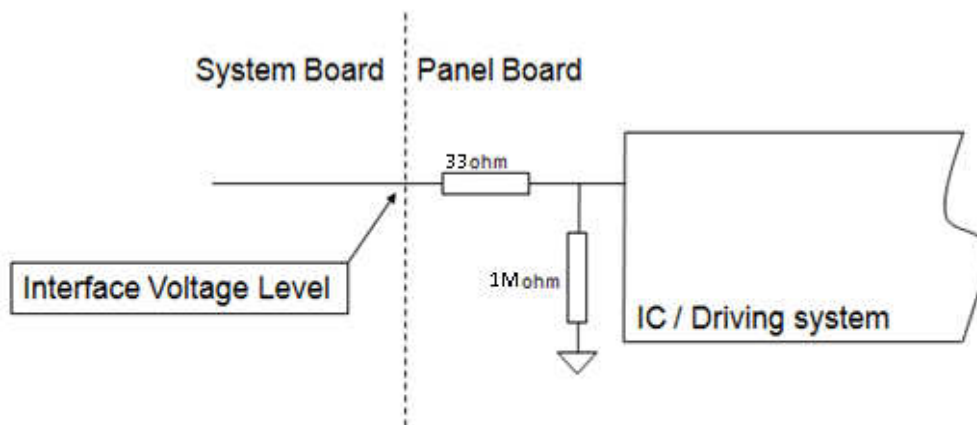 System Board
Panel Board
33ohm
Interface Voltage Level
1Mohm
IC / Driving system